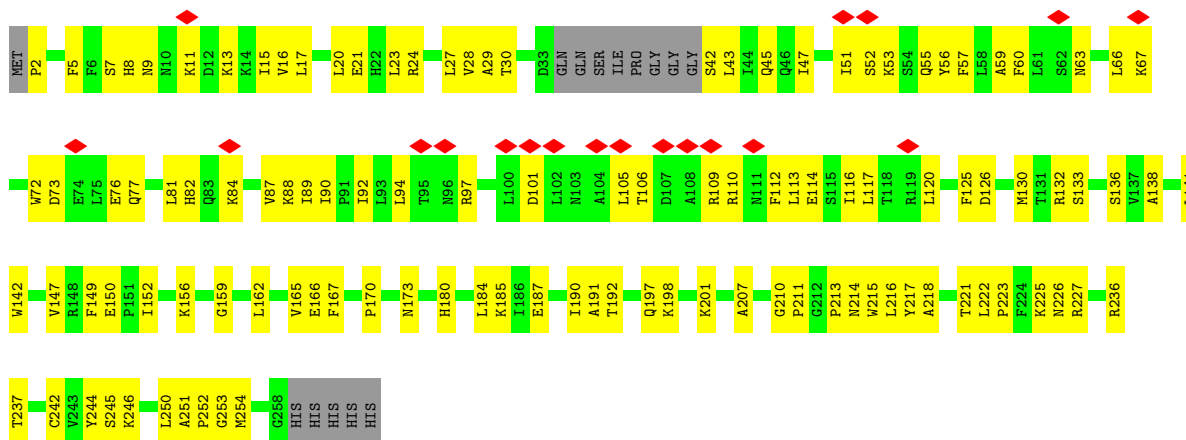 MET P2 F5 F6 S7 H8 N9 N10 K11 D12 K13 K14 I15 V16 L17 L20 E21 H22 L23 R24 L27 V28 A29 T30 D33 GLN GLN SER ILE PRO GLY GLY GLY S42 L43 I44 Q45 Q46 I47 I51 S52 K53 S54 Q55 Y56 F57 L58 A59 F60 L61 S62 N63 L66 K67
W72 D73 E74 L75 E76 Q77 L81 H82 Q83 K84 V87 K88 I89 I90 P91 I92 L93 L94 T95 N96 R97 L100 D101 L102 N103 A104 L105 T106 D107 A108 R109 R110 N111 F112 L113 E114 S115 I116 L117 T118 R119 L120 F125 D126 M130 T131 R132 S133 S136 V137 A138
W142 V147 R148 F149 E150 P151 I152 K156 G159 L162 V165 E166 F167 P170 N173 H180 L184 K185 I186 E187 I190 A191 T192 Q197 K198 K201 A207 G210 P211 G212 P213 N214 W215 L216 Y217 A218 T221 L222 P223 F224 K225 N226 R227 R236
T237 C242 V243 Y244 S245 K246 L250 A251 P252 G253 M254 G258 HIS HIS HIS HIS HIS